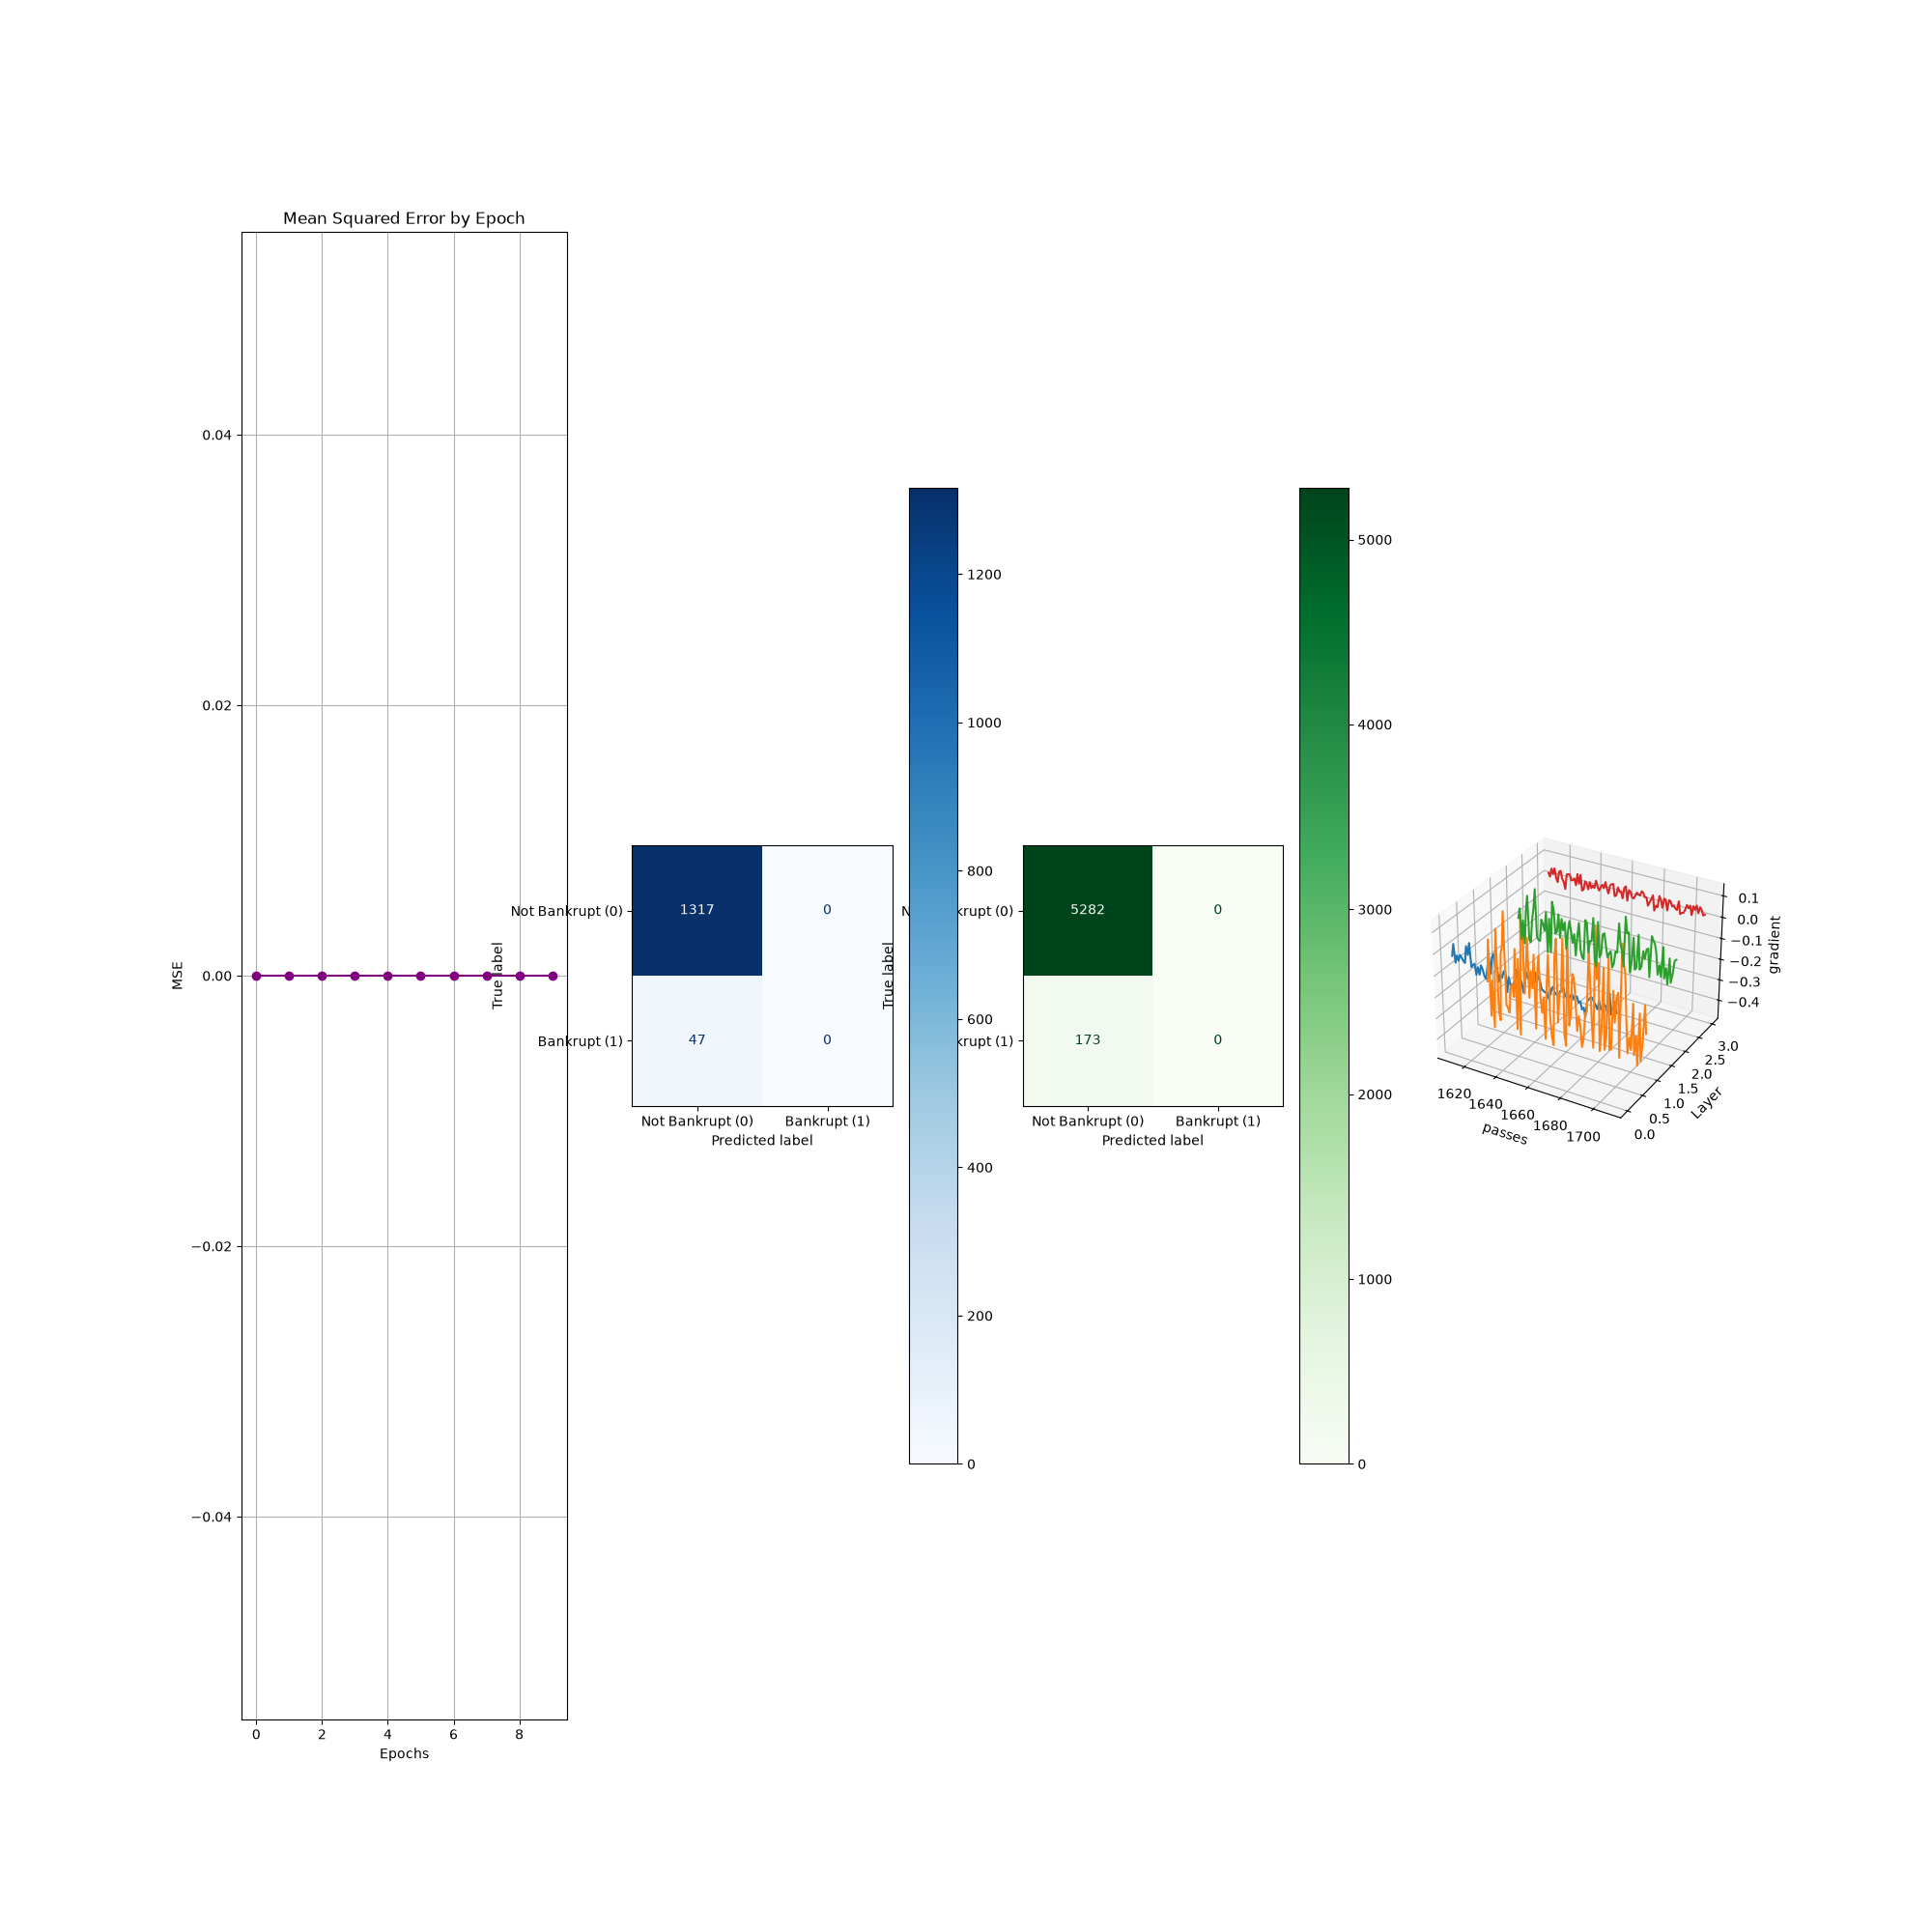 Mean Squared Error by Epoch
MSE
0.04
0.02
0.00
−0.02
−0.04
0
2
4
6
8
Epochs
True label
Not Bankrupt (0)
Bankrupt (1)
1317
0
47
0
Not Bankrupt (0)
Bankrupt (1)
Predicted label
1200
1000
800
600
400
200
0
True label
N
krupt (0)
krupt (1)
5282
0
173
0
Not Bankrupt (0)
Bankrupt (1)
Predicted label
5000
4000
3000
2000
1000
0
0.1
0.0
−0.1
−0.2
−0.3
−0.4
gradient
3.0
2.5
2.0
1.5
1.0
0.5
0.0
Layer
1620
1640
1660
1680
1700
passes